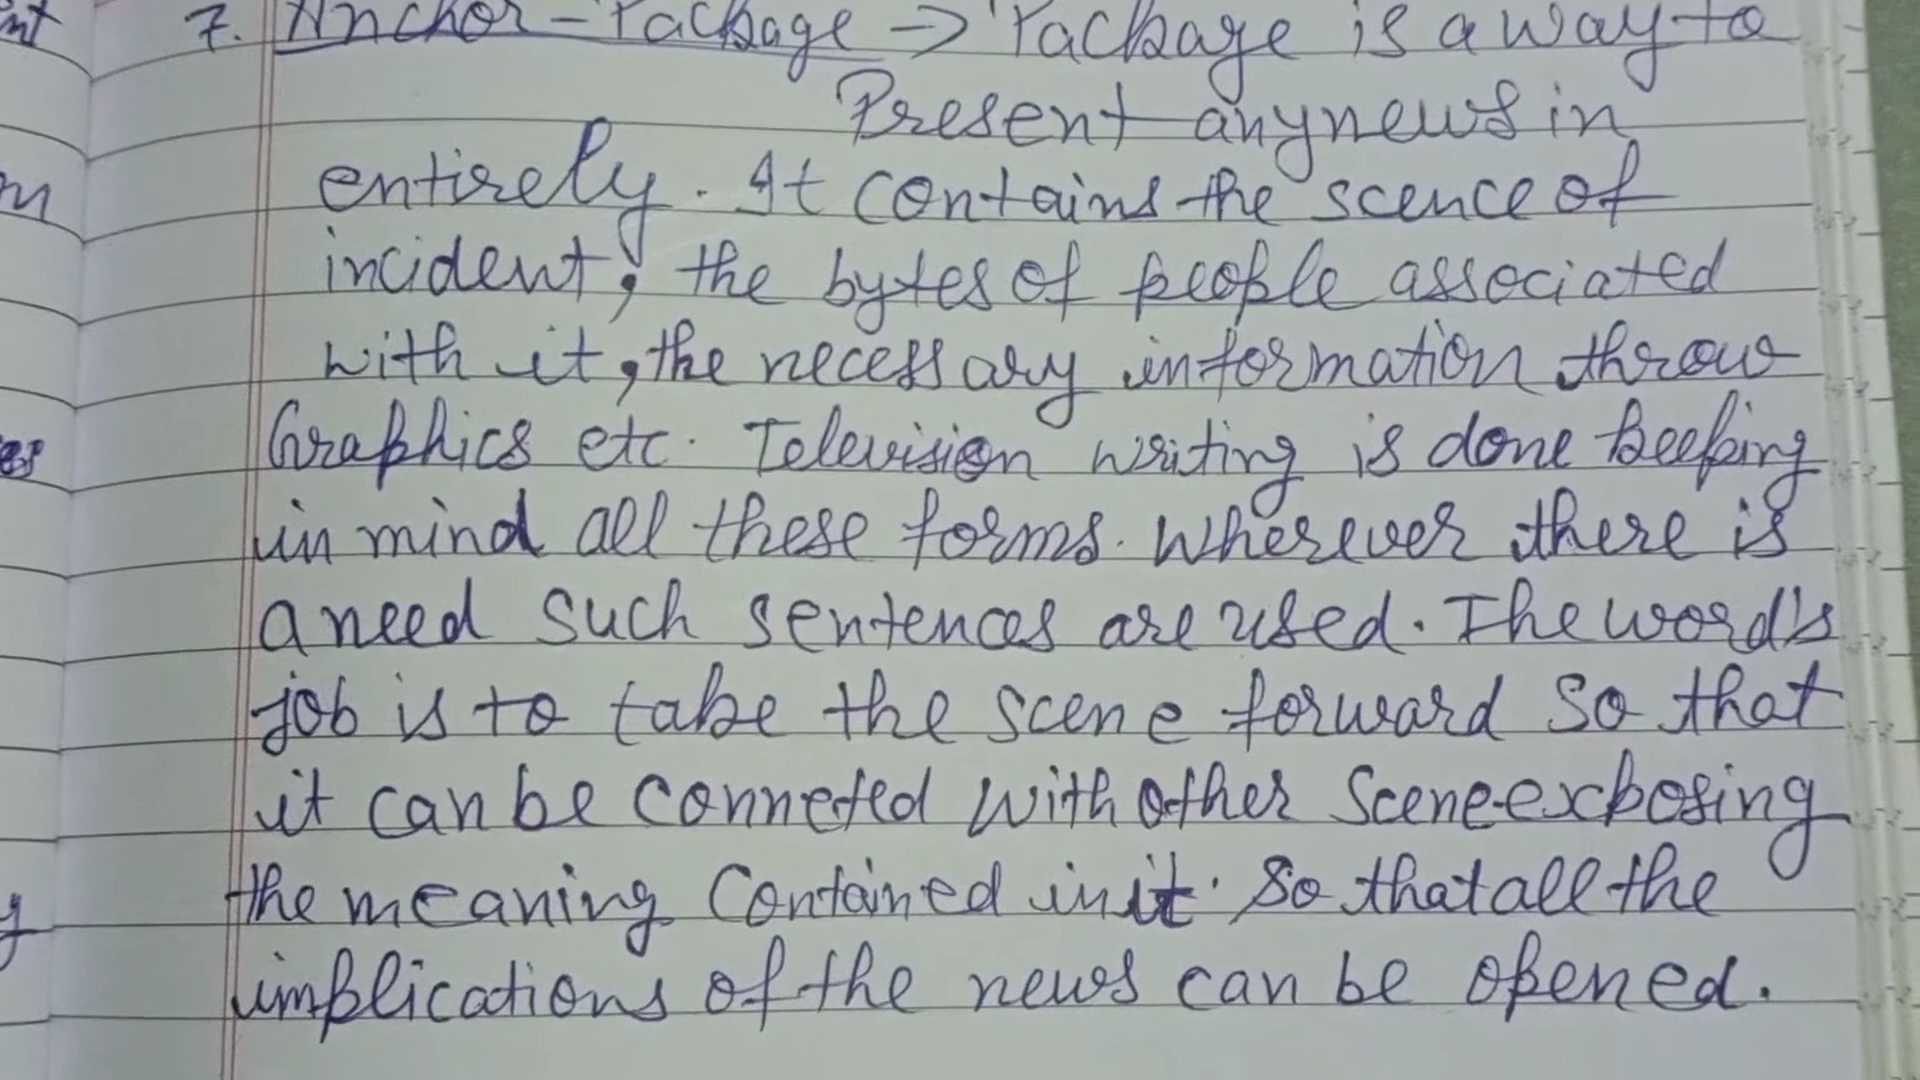 7. Anchor-Package → Package is a way to
Present any news in
entirely. It contains the scence of
incident, the bytes of people associated
with it, the necessary information throw
Graphics etc. Television writing is done keeping
in mind all these forms. Wherever there is
a need such sentences are used. The word's
job is to take the scene forward so that
it can be conneted with other scene-exposing
the meaning contained in it. So that all the
implications of the news can be opened.